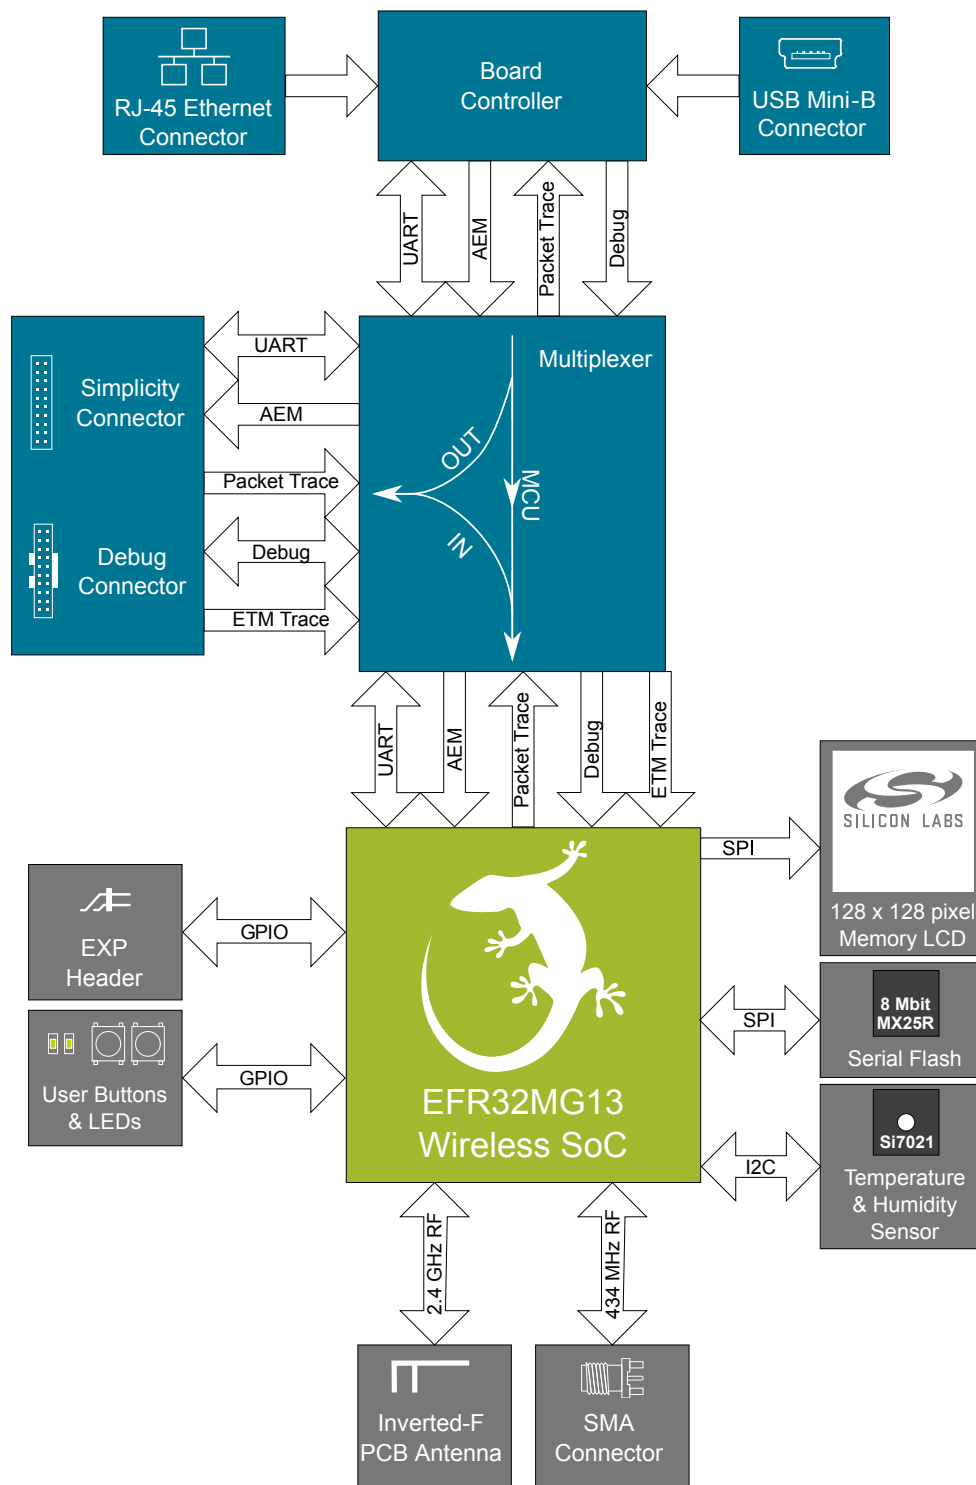 RJ-45 Ethernet
Connector
Board
Controller
USB Mini-B
Connector
UART
AEM
Packet Trace
Debug
Simplicity
Connector
Debug
Connector
UART
AEM
Packet Trace
Debug
ETM Trace
Multiplexer
OUT
MCU
IN
UART
AEM
Packet Trace
Debug
ETM Trace
EXP
Header
GPIO
User Buttons
& LEDs
GPIO
EFR32MG13
Wireless SoC
SPI
SILICON LABS
128 x 128 pixel
Memory LCD
SPI
8 Mbit
MX25R
Serial Flash
I2C
Si7021
Temperature
& Humidity
Sensor
2.4 GHz RF
434 MHz RF
Inverted-F
PCB Antenna
SMA
Connector